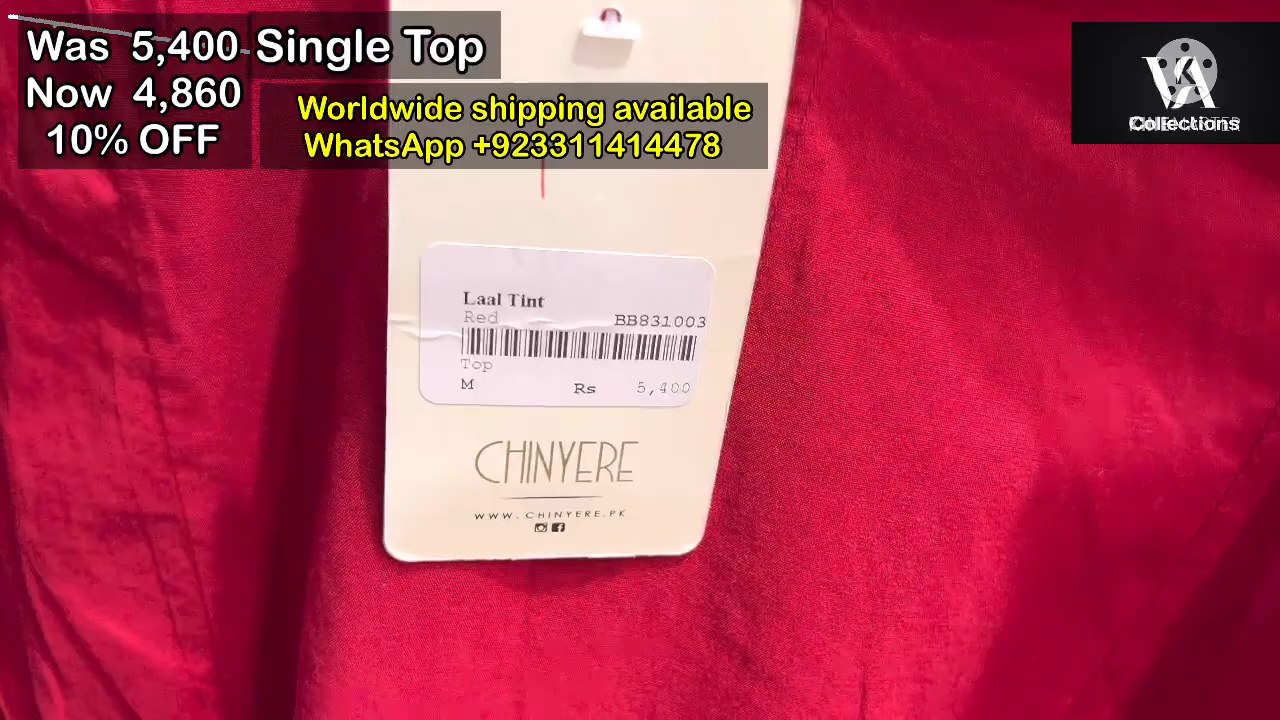 Was 5,400 Single Top
Now 4,860
10% OFF
Worldwide shipping available
WhatsApp +923311414478
VA
K
Collections
Laal Tint
Red BB831003
Top
M Rs 5,400
CHINYERE
WWW.CHINYERE.PK